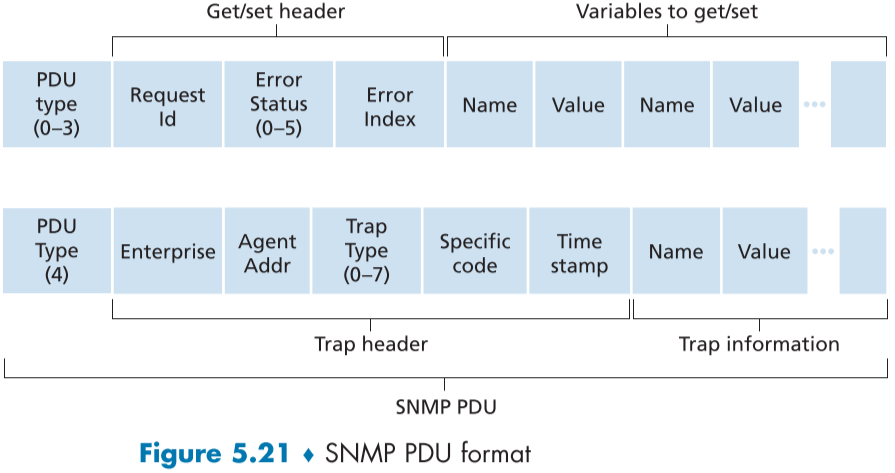 Get/set header
Variables to get/set
PDU
type
(0–3)
Request
Id
Error
Status
(0–5)
Error
Index
Name
Value
Name
Value
PDU
Type
(4)
Enterprise
Agent
Addr
Trap
Type
(0–7)
Specific
code
Time
stamp
Name
Value
Trap header
Trap information
SNMP PDU
Figure 5.21 ♦ SNMP PDU format